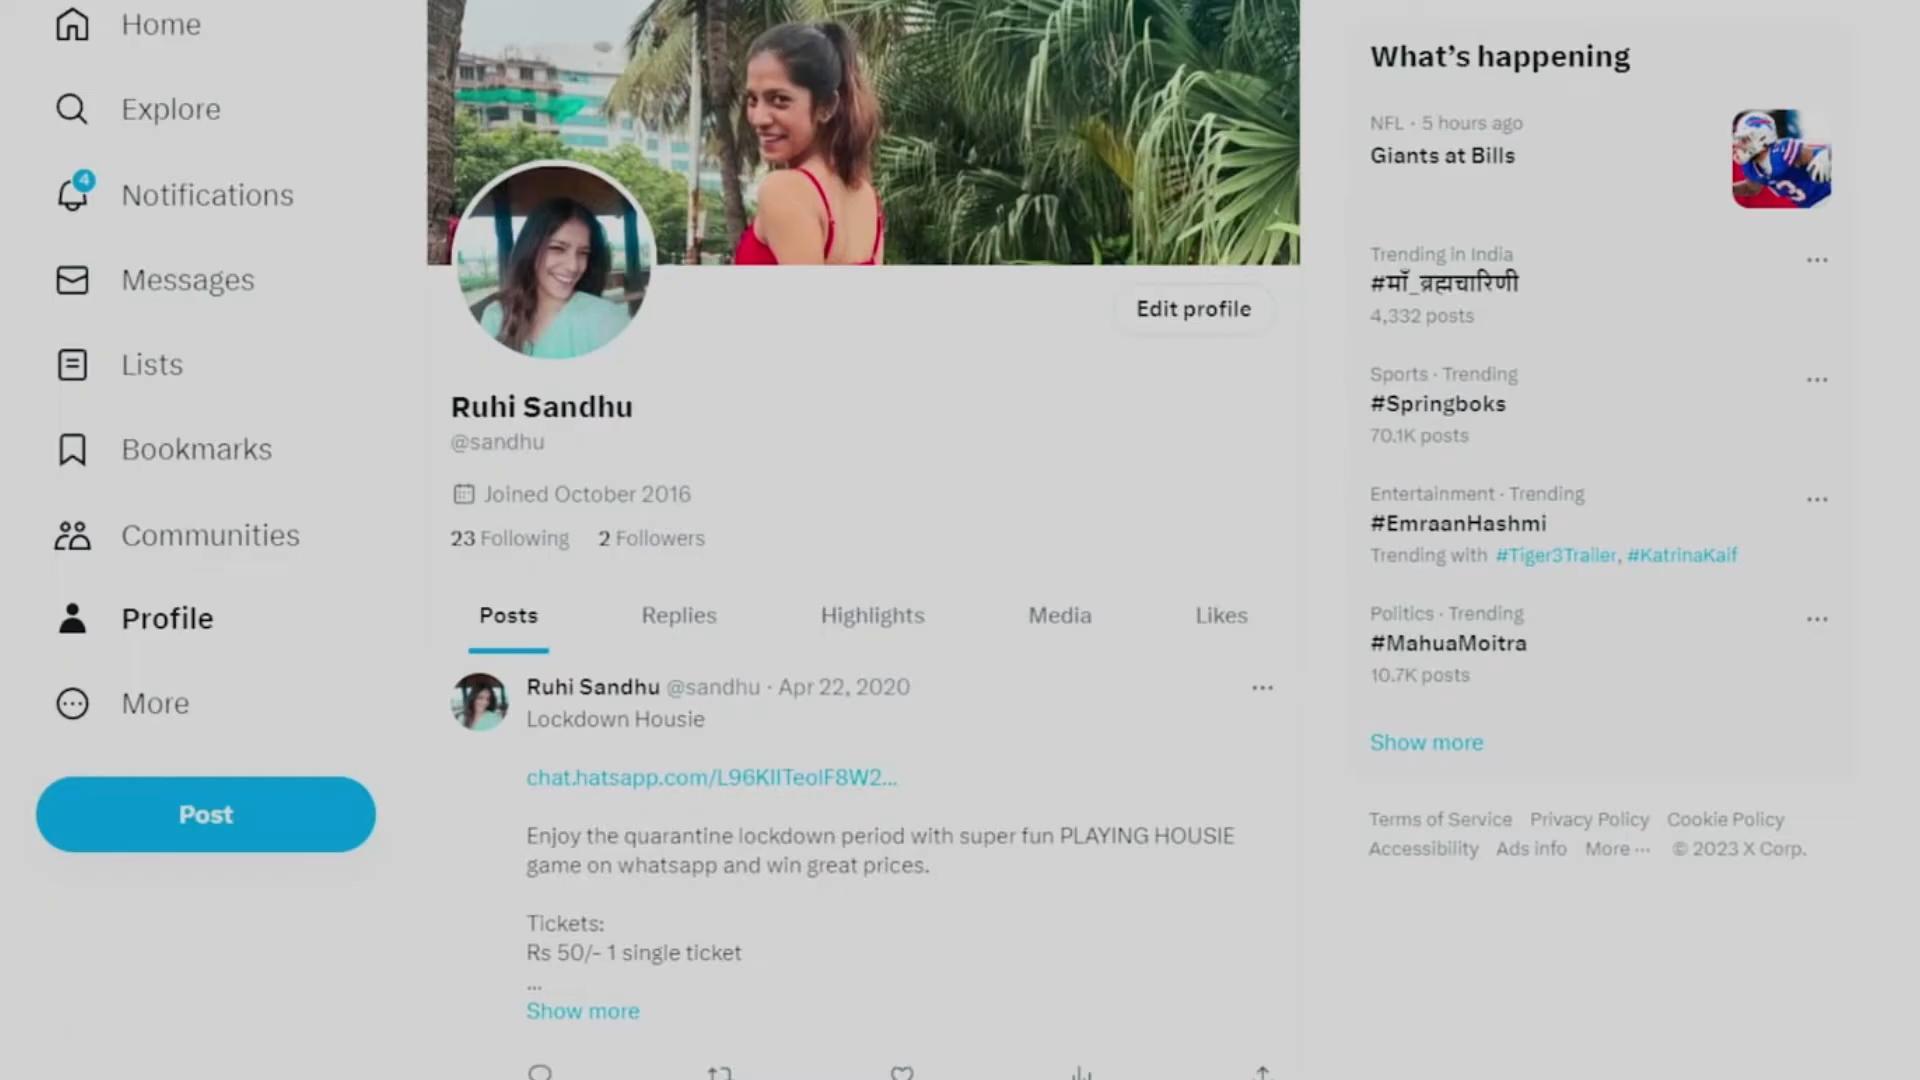 Home
Explore
4
Notifications
Messages
Lists
Bookmarks
Communities
Profile
More
Post
Edit profile
Ruhi Sandhu
@sandhu
Joined October 2016
23 Following 2 Followers
Posts Replies Highlights Media Likes
Ruhi Sandhu @sandhu · Apr 22, 2020
Lockdown Housie
chat.hatsapp.com/L96KIITeolF8W2...
Enjoy the quarantine lockdown period with super fun PLAYING HOUSIE
game on whatsapp and win great prices.
Tickets:
Rs 50/- 1 single ticket
...
Show more
What's happening
NFL · 5 hours ago
Giants at Bills
Trending in India
#माँ_ब्रह्मचारिणी
4,332 posts
Sports · Trending
#Springboks
70.1K posts
Entertainment · Trending
#EmraanHashmi
Trending with #Tiger3Trailer, #KatrinaKaif
Politics · Trending
#MahuaMoitra
10.7K posts
Show more
Terms of Service Privacy Policy Cookie Policy
Accessibility Ads info More ··· © 2023 X Corp.